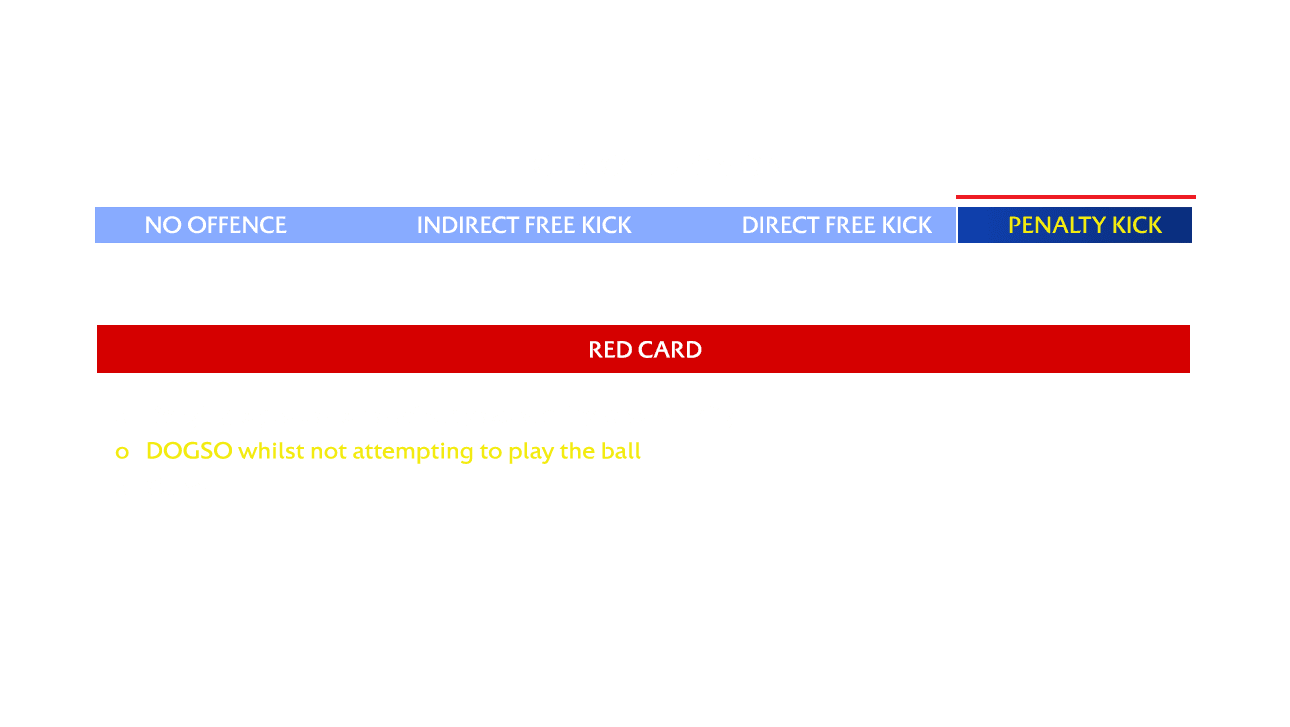 NO OFFENCE INDIRECT FREE KICK DIRECT FREE KICK PENALTY KICK
RED CARD
o DOGSO whilst not attempting to play the ball